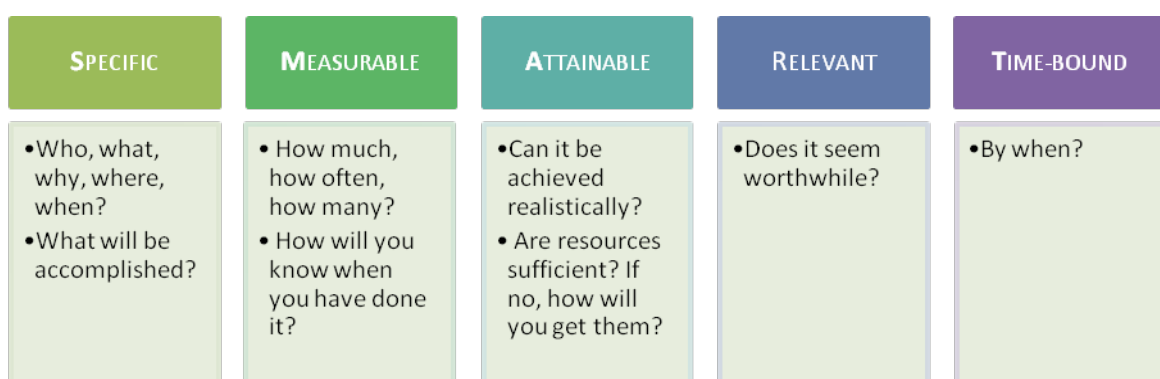 SPECIFIC
•Who, what,
why, where,
when?
•What will be
accomplished?
MEASURABLE
• How much,
how often,
how many?
• How will you
know when
you have done
it?
ATTAINABLE
•Can it be
achieved
realistically?
• Are resources
sufficient? If
no, how will
you get them?
RELEVANT
•Does it seem
worthwhile?
TIME-BOUND
•By when?